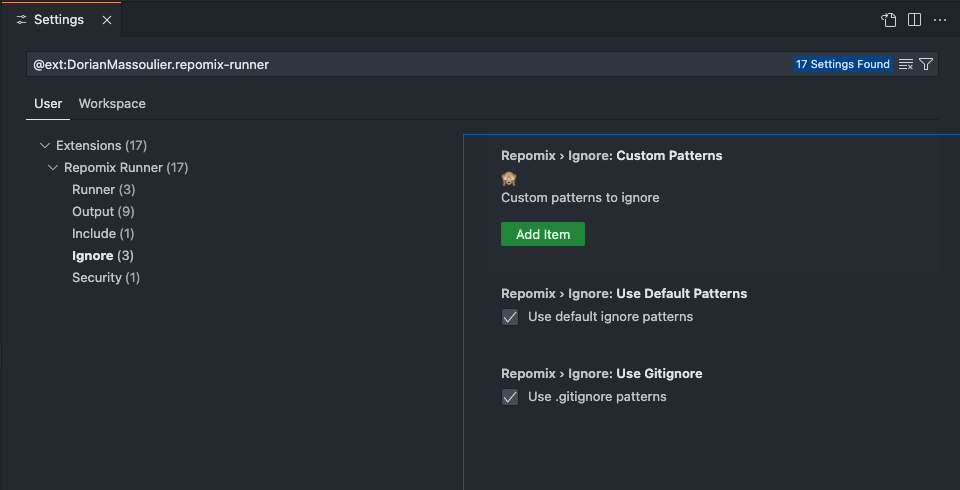 Settings
@ext:DorianMassoulier.repomix-runner
17 Settings Found
User Workspace
Extensions (17)
Repomix Runner (17)
Runner (3)
Output (9)
Include (1)
Ignore (3)
Security (1)
Repomix › Ignore: Custom Patterns
🙈
Custom patterns to ignore
Add Item
Repomix › Ignore: Use Default Patterns
Use default ignore patterns
Repomix › Ignore: Use Gitignore
Use .gitignore patterns